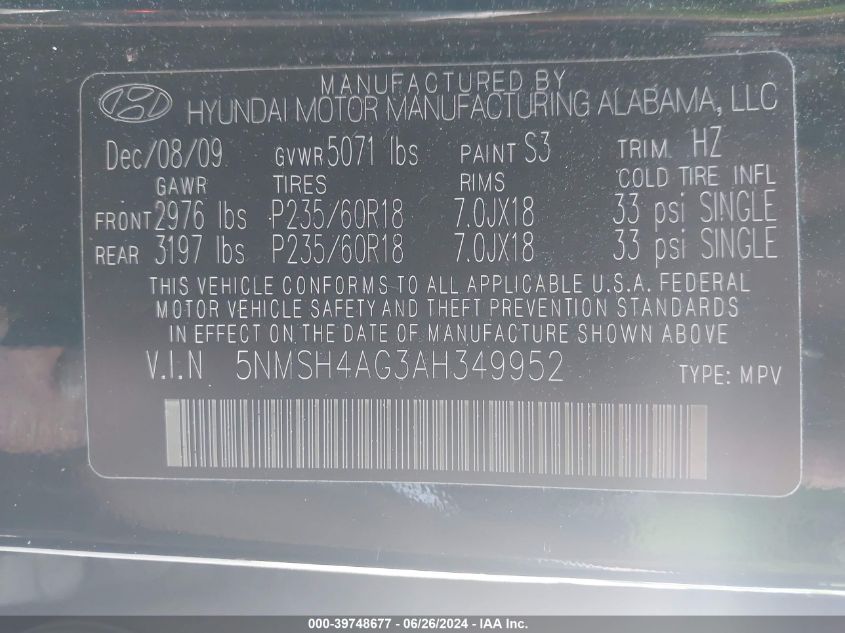 MANUFACTURED BY
HYUNDAI MOTOR MANUFACTURING ALABAMA, LLC
Dec/08/09 GVWR 5071 lbs PAINT S3 TRIM HZ
GAWR TIRES RIMS COLD TIRE INFL
FRONT 2976 lbs P235/60R18 7.0JX18 33 psi SINGLE
REAR 3197 lbs P235/60R18 7.0JX18 33 psi SINGLE
THIS VEHICLE CONFORMS TO ALL APPLICABLE U.S.A. FEDERAL
MOTOR VEHICLE SAFETY AND THEFT PREVENTION STANDARDS
IN EFFECT ON THE DATE OF MANUFACTURE SHOWN ABOVE
V.I.N 5NMSH4AG3AH349952 TYPE: MPV
000-39748677 - 06/26/2024 - IAA Inc.